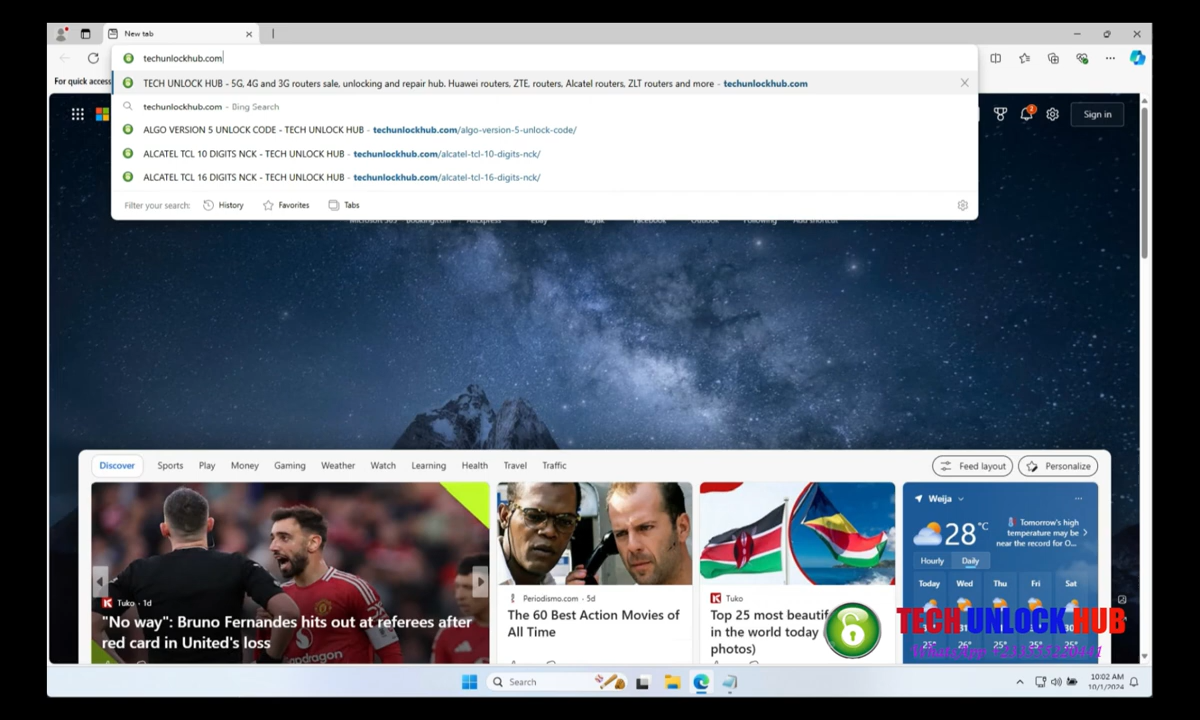 New tab
techunlockhub.com
For quick access
TECH UNLOCK HUB - 5G, 4G and 3G routers sale, unlocking and repair hub. Huawei routers, ZTE, routers, Alcatel routers, ZLT routers and more - techunlockhub.com
techunlockhub.com - Bing Search
ALGO VERSION 5 UNLOCK CODE - TECH UNLOCK HUB - techunlockhub.com/algo-version-5-unlock-code/
ALCATEL TCL 10 DIGITS NCK - TECH UNLOCK HUB - techunlockhub.com/alcatel-tcl-10-digits-nck/
ALCATEL TCL 16 DIGITS NCK - TECH UNLOCK HUB - techunlockhub.com/alcatel-tcl-16-digits-nck/
Filter your search: History Favorites Tabs
2
Sign in
Discover Sports Play Money Gaming Weather Watch Learning Health Travel Traffic
Feed layout Personalize
Tuko · 1d
"No way": Bruno Fernandes hits out at referees after
red card in United's loss
Periodismo.com · 5d
The 60 Best Action Movies of
All Time
Tuko
Top 25 most beautif
in the world today
photos)
Weija
28 °C
Tomorrow's high
temperature may be
near the record for O...
Hourly Daily
Today Wed Thu Fri Sat
TECH UNLOCK HUB
Search
10:02 AM
10/1/2024